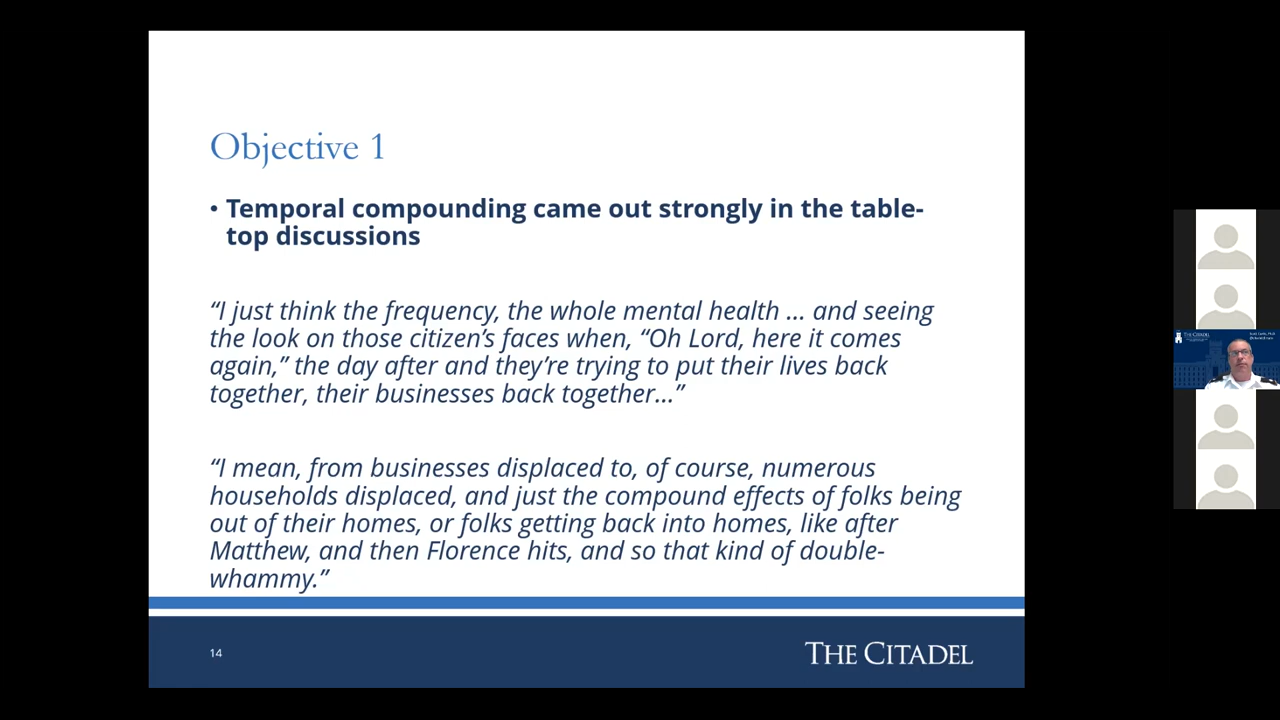 Objective 1
• Temporal compounding came out strongly in the table-
top discussions
“I just think the frequency, the whole mental health … and seeing
the look on those citizen’s faces when, “Oh Lord, here it comes
again,” the day after and they’re trying to put their lives back
together, their businesses back together…”
“I mean, from businesses displaced to, of course, numerous
households displaced, and just the compound effects of folks being
out of their homes, or folks getting back into homes, like after
Matthew, and then Florence hits, and so that kind of double-
whammy.”
14
THE CITADEL
THE CITADEL